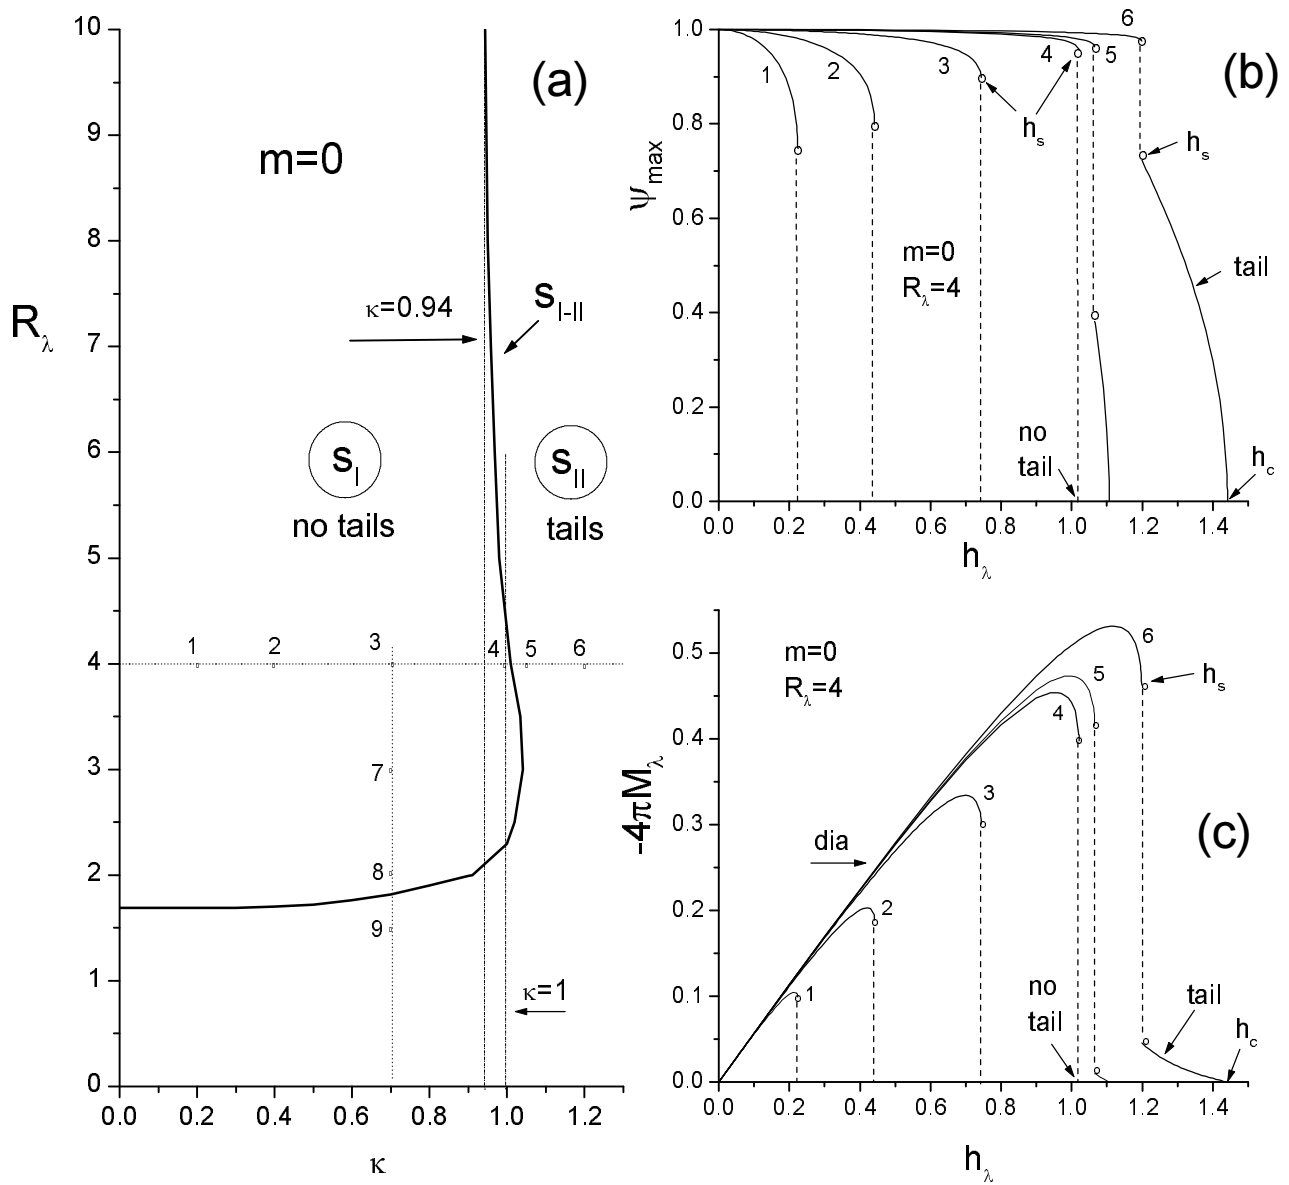 (a)
m=0
R_λ
10
9
8
7
6
5
4
3
2
1
0
κ=0.94
S_I-II
S_I
no tails
S_II
tails
1
2
3
4
5
6
7
8
9
κ=1
0.0
0.2
0.4
0.6
0.8
1.0
1.2
κ
(b)
ψ_max
1.0
0.8
0.6
0.4
0.2
0.0
1
2
3
4
5
6
h_s
h_s
m=0
R_λ=4
tail
no
tail
h_c
0.0
0.2
0.4
0.6
0.8
1.0
1.2
1.4
h_λ
(c)
-4πM_λ
0.5
0.4
0.3
0.2
0.1
0.0
m=0
R_λ=4
6
5
4
3
2
1
h_s
dia
no
tail
tail
h_c
0.0
0.2
0.4
0.6
0.8
1.0
1.2
1.4
h_λ